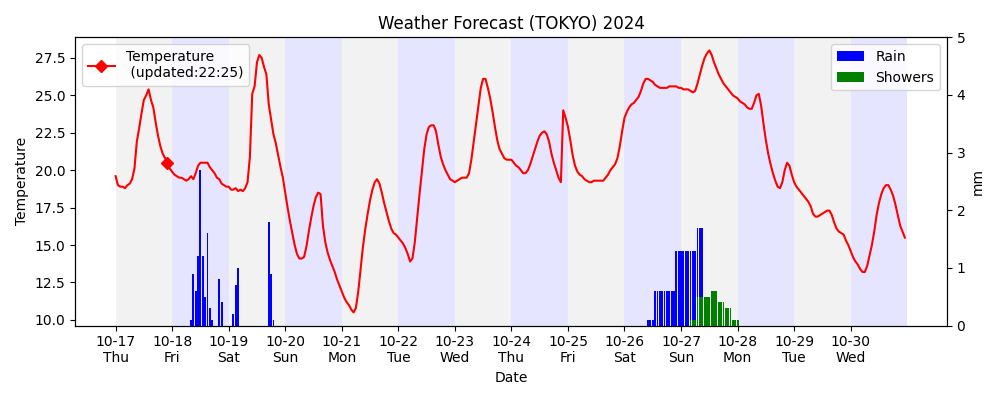 Weather Forecast (TOKYO) 2024
Temperature
(updated:22:25)
Rain
Showers
Temperature
27.5
25.0
22.5
20.0
17.5
15.0
12.5
10.0
5
4
3
2
1
0
mm
10-17 10-18 10-19 10-20 10-21 10-22 10-23 10-24 10-25 10-26 10-27 10-28 10-29 10-30
Thu Fri Sat Sun Mon Tue Wed Thu Fri Sat Sun Mon Tue Wed
Date